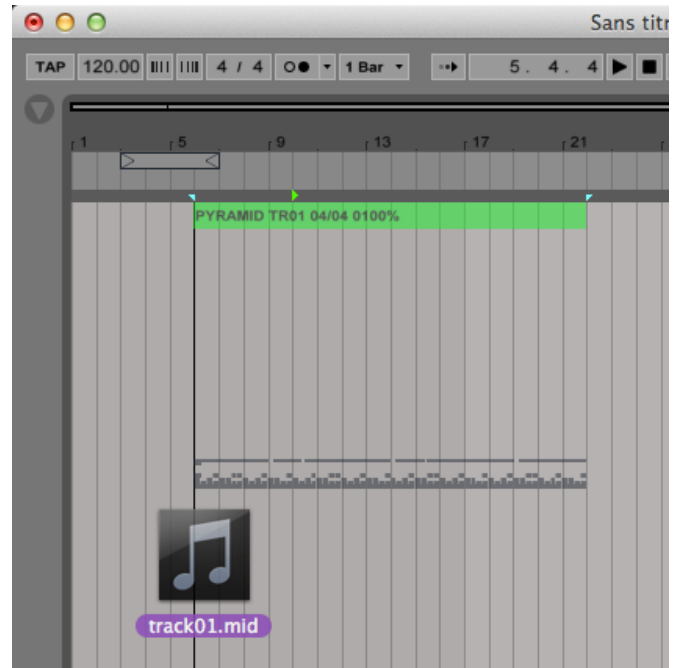 Sans titr
TAP 120.00 4 / 4 1 Bar 5. 4. 4
1 5 9 13 17 21
PYRAMID TR01 04/04 0100%
track01.mid